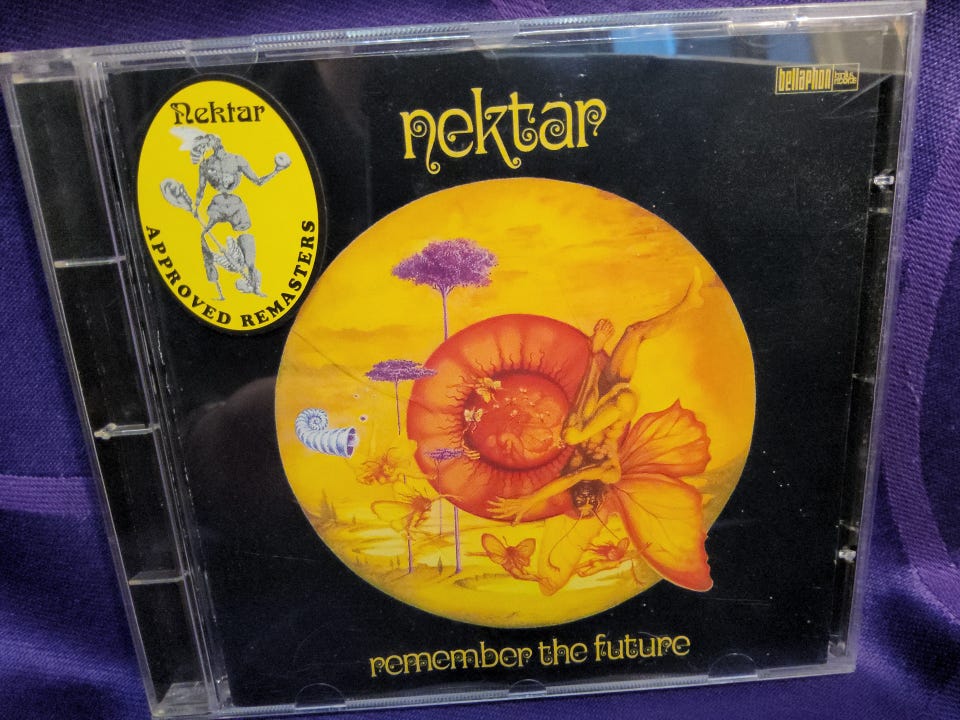 Nektar
APPROVED REMASTERS
nektar
bellaphon
remember the future